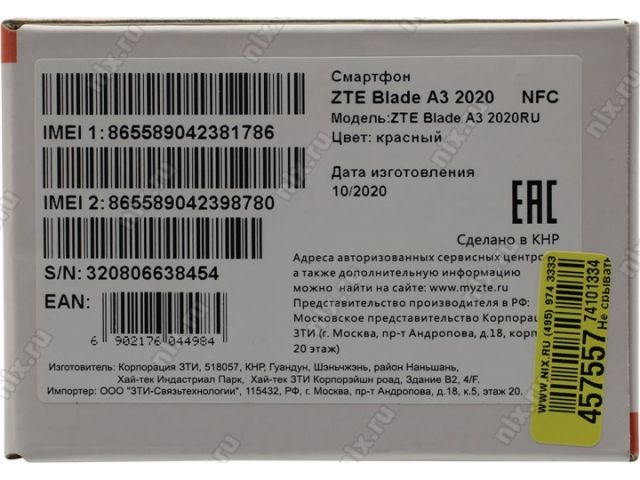 Смартфон
ZTE Blade A3 2020 NFC
Модель:ZTE Blade A3 2020RU
Цвет: красный
Дата изготовления
10/2020
EAC
Сделано в КНР
IMEI 1: 865589042381786
IMEI 2: 865589042398780
S/N: 320806638454
EAN:
6 902176 044984
Адреса авторизованных сервисных центро
а также дополнительную информацию
можно найти на сайте: www.myzte.ru
Представительство производителя в РФ:
Московское представительство Корпорац
ЗТИ (г. Москва, пр-т Андропова, д.18, корп.
20 этаж)
Изготовитель: Корпорация ЗТИ, 518057, КНР, Гуандун, Шэньчжэнь, район Наньшань,
Хай-тек Индастриал Парк, Хай-тек ЗТИ Корпорэйшн роад, Здание B2, 4/F.
Импортер: ООО "ЗТИ-Связьтехнологии", 115432, РФ, г. Москва, пр-т Андропова, д.18, к.5, этаж 20.
WWW.NIX.RU (495) 974 3333
457557 74101334
Не срывать
nix.ru